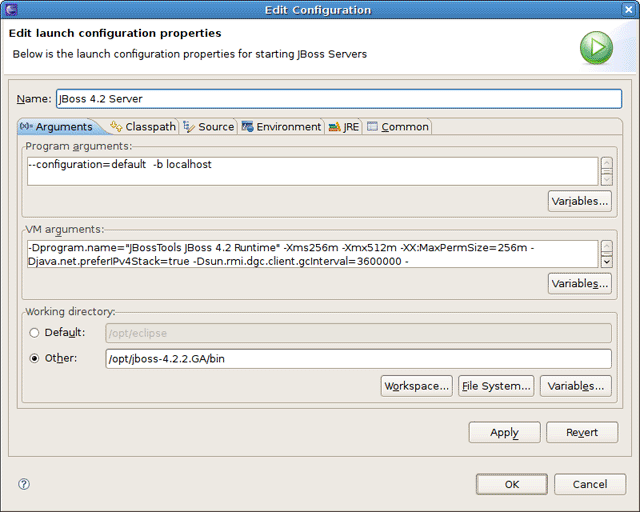 Edit Configuration
Edit launch configuration properties
Below is the launch configuration properties for starting JBoss Servers
Name: JBoss 4.2 Server
(x)= Arguments Classpath Source Environment JRE Common
Program arguments:
--configuration=default -b localhost
Variables...
VM arguments:
-Dprogram.name="JBossTools JBoss 4.2 Runtime" -Xms256m -Xmx512m -XX:MaxPermSize=256m -
Djava.net.preferIPv4Stack=true -Dsun.rmi.dgc.client.gcInterval=3600000 -
Variables...
Working directory:
Default: /opt/eclipse
Other: /opt/jboss-4.2.2.GA/bin
Workspace... File System... Variables...
Apply Revert
? OK Cancel